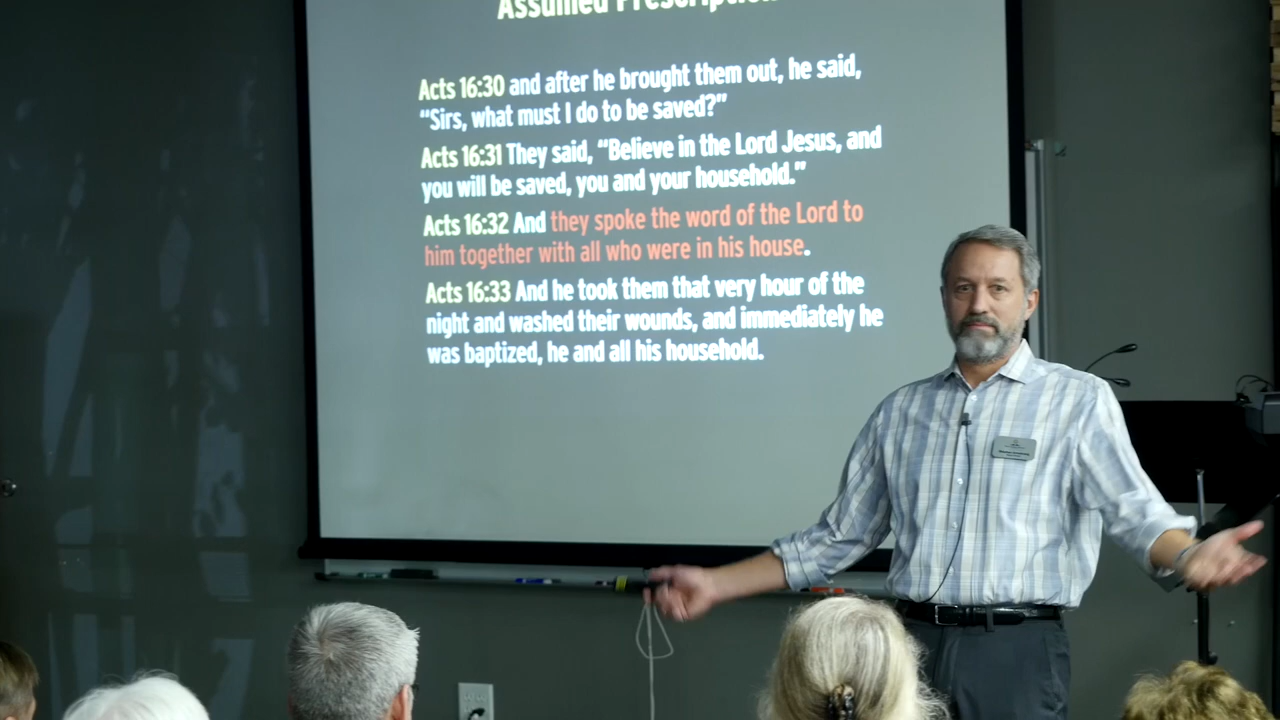 Assumed Prescription
Acts 16:30 and after he brought them out, he said,
“Sirs, what must I do to be saved?”
Acts 16:31 They said, “Believe in the Lord Jesus, and
you will be saved, you and your household.”
Acts 16:32 And they spoke the word of the Lord to
him together with all who were in his house.
Acts 16:33 And he took them that very hour of the
night and washed their wounds, and immediately he
was baptized, he and all his household.